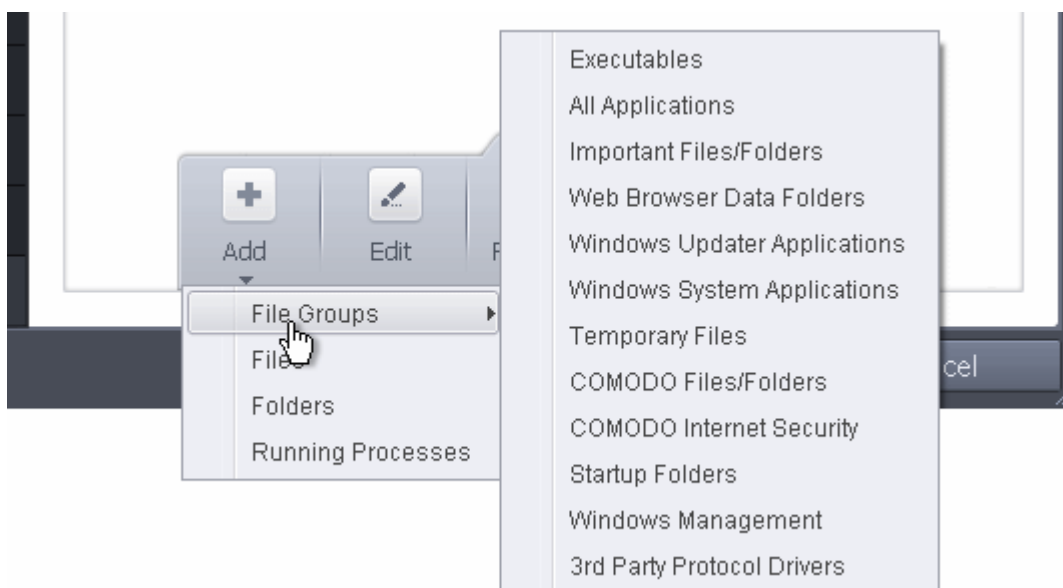 Executables
All Applications
Important Files/Folders
Web Browser Data Folders
Windows Updater Applications
Windows System Applications
Temporary Files
COMODO Files/Folders
COMODO Internet Security
Startup Folders
Windows Management
3rd Party Protocol Drivers
Add
Edit
File Groups
Files
Folders
Running Processes